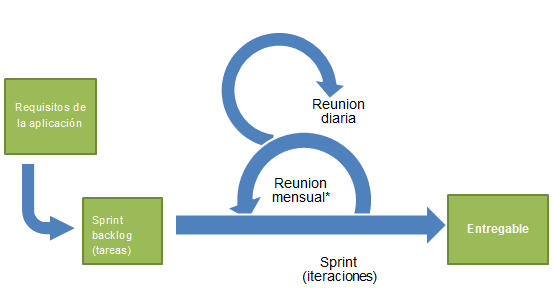 Requisitos de
la aplicación
Sprint
backlog
(tareas)
Reunion
diaria
Reunion
mensual*
Sprint
(iteraciones)
Entregable